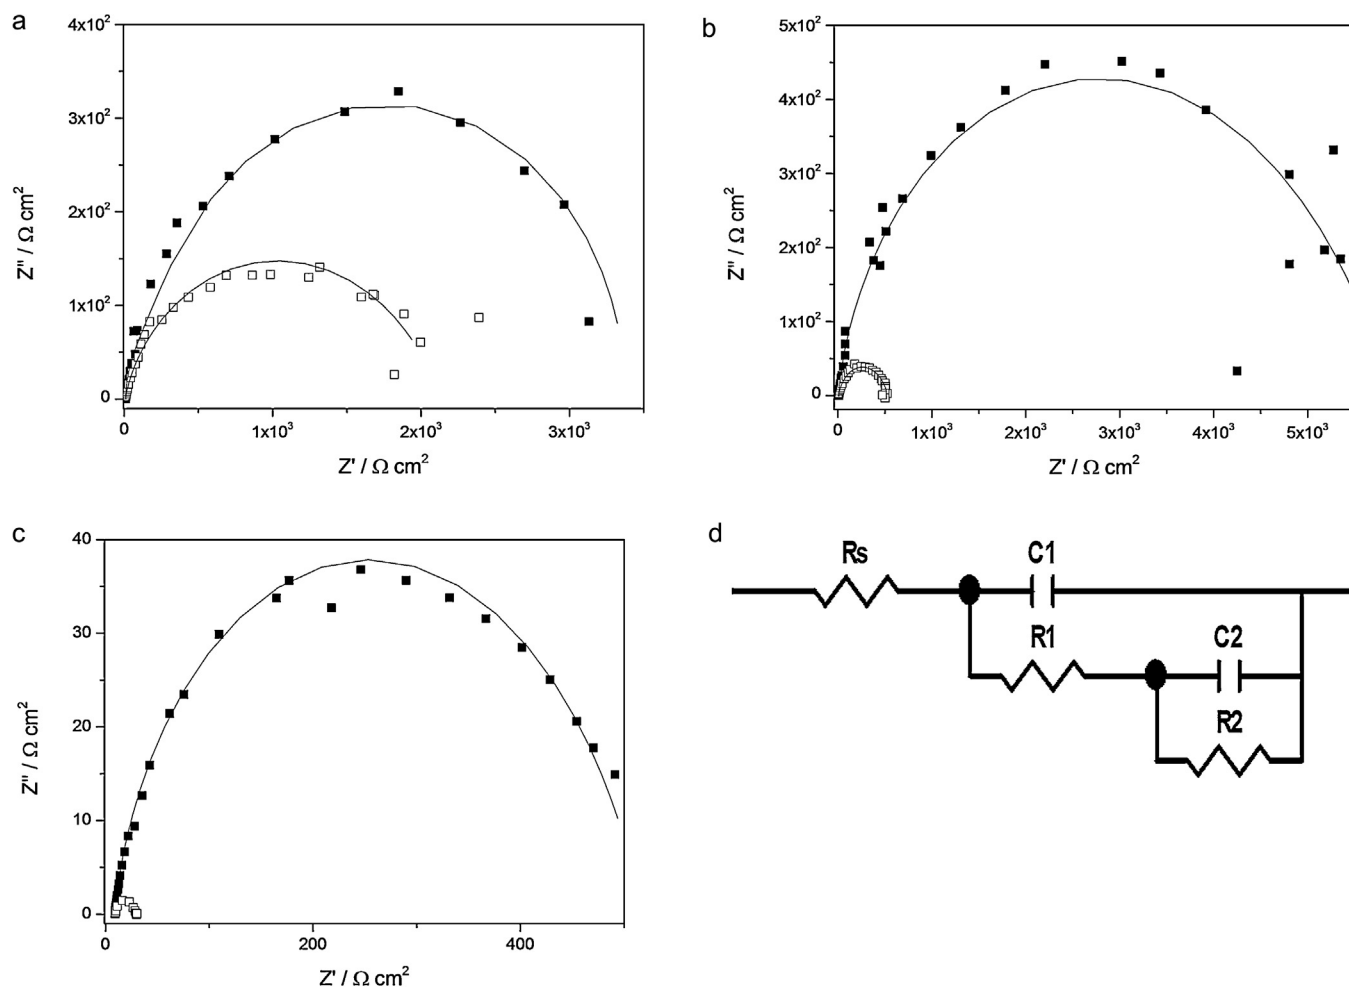 a
4x10²
3x10²
2x10²
1x10²
0
Z'' / Ω cm²
0
1x10³
2x10³
3x10³
Z' / Ω cm²
b
5x10²
4x10²
3x10²
2x10²
1x10²
0
Z'' / Ω cm²
0
1x10³
2x10³
3x10³
4x10³
5x10³
Z' / Ω cm²
c
40
30
20
10
0
Z'' / Ω cm²
0
200
400
Z' / Ω cm²
d
Rs
C1
R1
C2
R2